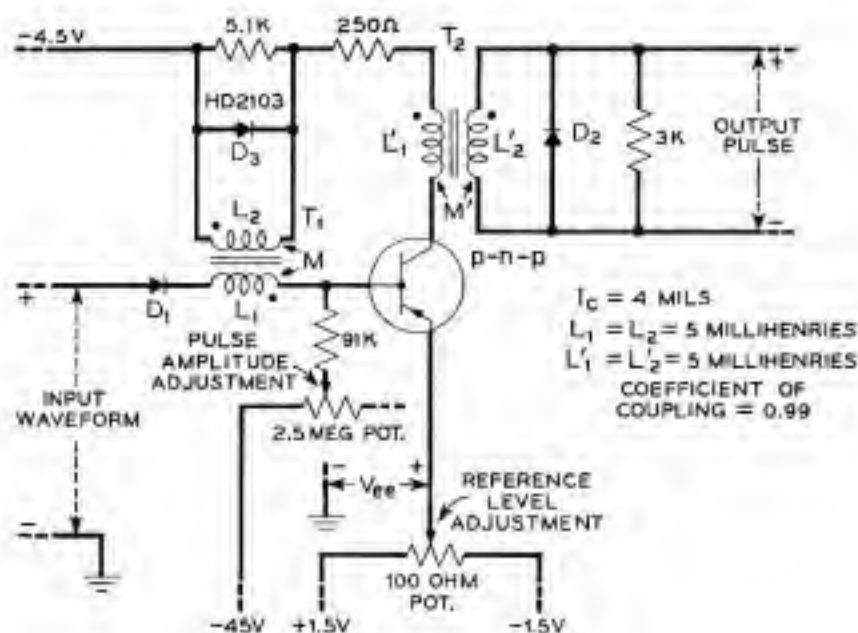 -4.5V
5.1K
250Ω
T2
HD2103
D3
L'1
L'2
D2
3K
+
OUTPUT
PULSE
-
M'
L2
T1
M
L1
p-n-p
+
D1
91K
PULSE
AMPLITUDE
ADJUSTMENT
INPUT
WAVEFORM
2.5 MEG POT.
TC = 4 MILS
L1 = L2 = 5 MILLIHENRIES
L'1 = L'2 = 5 MILLIHENRIES
COEFFICIENT OF
COUPLING = 0.99
-
Vee
+
REFERENCE
LEVEL
ADJUSTMENT
-
100 OHM
POT.
-45V
+1.5V
-1.5V